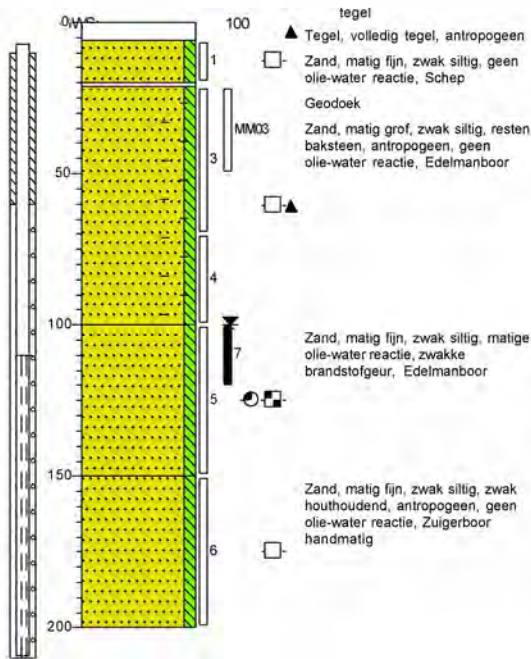 100
tegel
Tegel, volledig tegel, antropogeen
1
Zand, matig fijn, zwak siltig, geen
olie-water reactie, Schep
Geodoek
MM03
Zand, matig grof, zwak siltig, resten
baksteen, antropogeen, geen
olie-water reactie, Edelmanboor
3
50
4
100
7
Zand, matig fijn, zwak siltig, matige
olie-water reactie, zwakke
brandstofgeur, Edelmanboor
5
150
Zand, matig fijn, zwak siltig, zwak
houthoudend, antropogeen, geen
olie-water reactie, Zuigerboor
handmatig
6
200